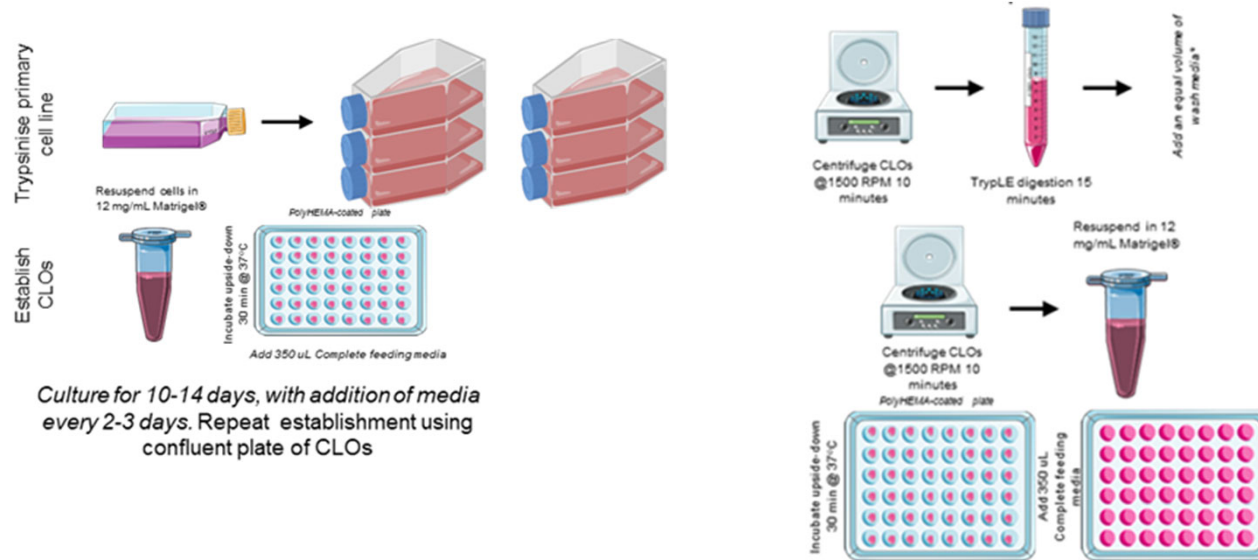 Trypsinise primary
cell line
Resuspend cells in
12 mg/mL Matrigel®
Establish
CLOs
PolyHEMA-coated plate
Incubate upside-down
30 min @ 37°C
Add 350 uL Complete feeding media
Culture for 10-14 days, with addition of media
every 2-3 days. Repeat establishment using
confluent plate of CLOs
Centrifuge CLOs
@1500 RPM 10
minutes
TrypLE digestion 15
minutes
Add an equal volume of
wash media*
Centrifuge CLOs
@1500 RPM 10
minutes
Resuspend in 12
mg/mL Matrigel®
PolyHEMA-coated plate
Incubate upside-down
30 min @ 37°C
Add 350 uL
Complete feeding
media